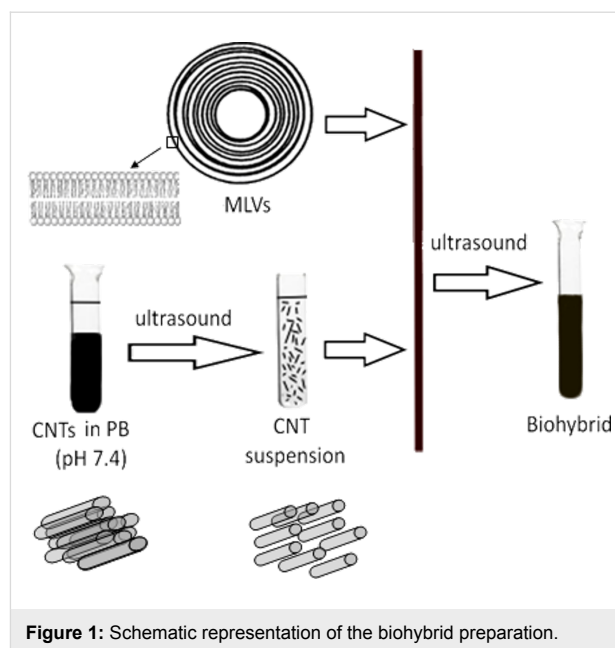 MLVs
ultrasound
ultrasound
CNTs in PB
(pH 7.4)
CNT
suspension
Biohybrid
Figure 1: Schematic representation of the biohybrid preparation.